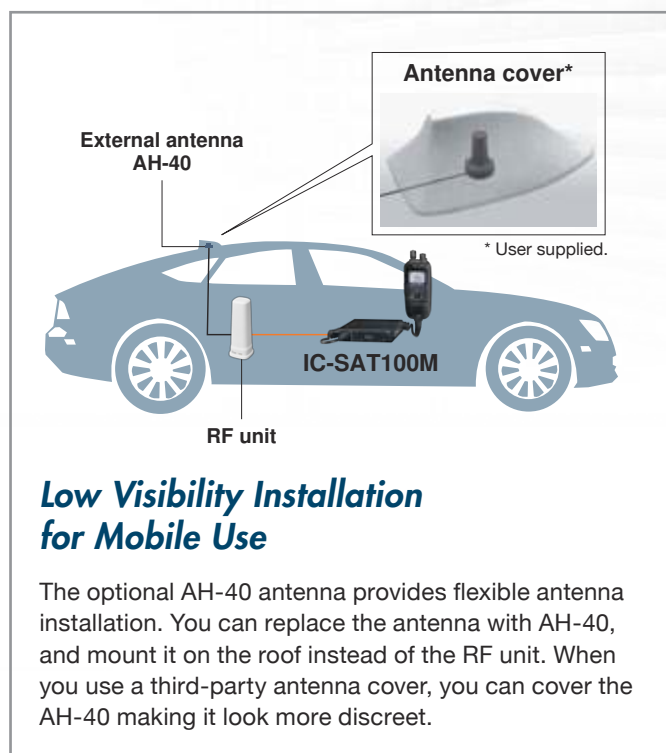 Antenna cover*
External antenna
AH-40
* User supplied.
IC-SAT100M
RF unit
Low Visibility Installation
for Mobile Use
The optional AH-40 antenna provides flexible antenna
installation. You can replace the antenna with AH-40,
and mount it on the roof instead of the RF unit. When
you use a third-party antenna cover, you can cover the
AH-40 making it look more discreet.